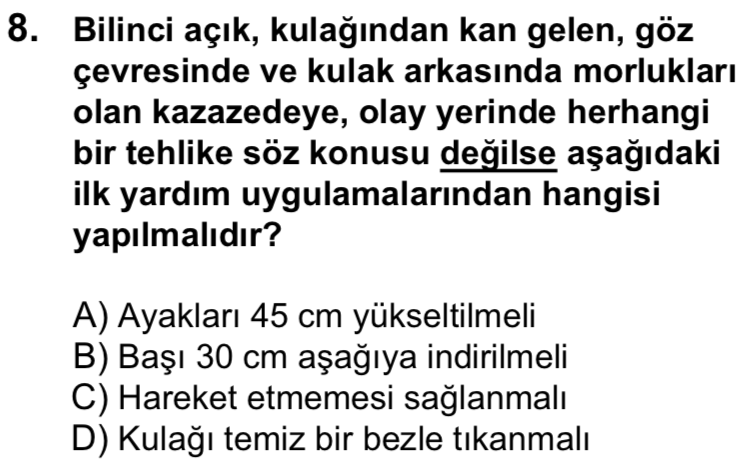 8. Bilinci açık, kulağından kan gelen, göz
çevresinde ve kulak arkasında morlukları
olan kazazedeye, olay yerinde herhangi
bir tehlike söz konusu değilse aşağıdaki
ilk yardım uygulamalarından hangisi
yapılmalıdır?
A) Ayakları 45 cm yükseltilmeli
B) Başı 30 cm aşağıya indirilmeli
C) Hareket etmemesi sağlanmalı
D) Kulağı temiz bir bezle tıkanmalı